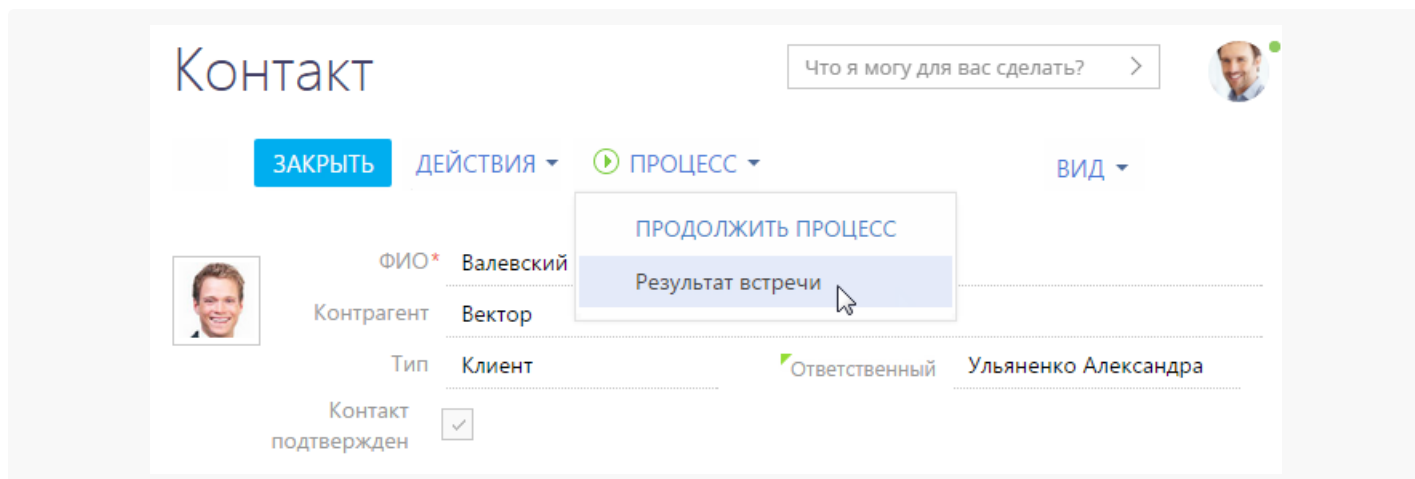 Контакт
Что я могу для вас сделать?
ЗАКРЫТЬ ДЕЙСТВИЯ ПРОЦЕСС ВИД
ПРОДОЛЖИТЬ ПРОЦЕСС
ФИО* Валевский
Результат встречи
Контрагент Вектор
Тип Клиент Ответственный Ульяненко Александра
Контакт
подтвержден